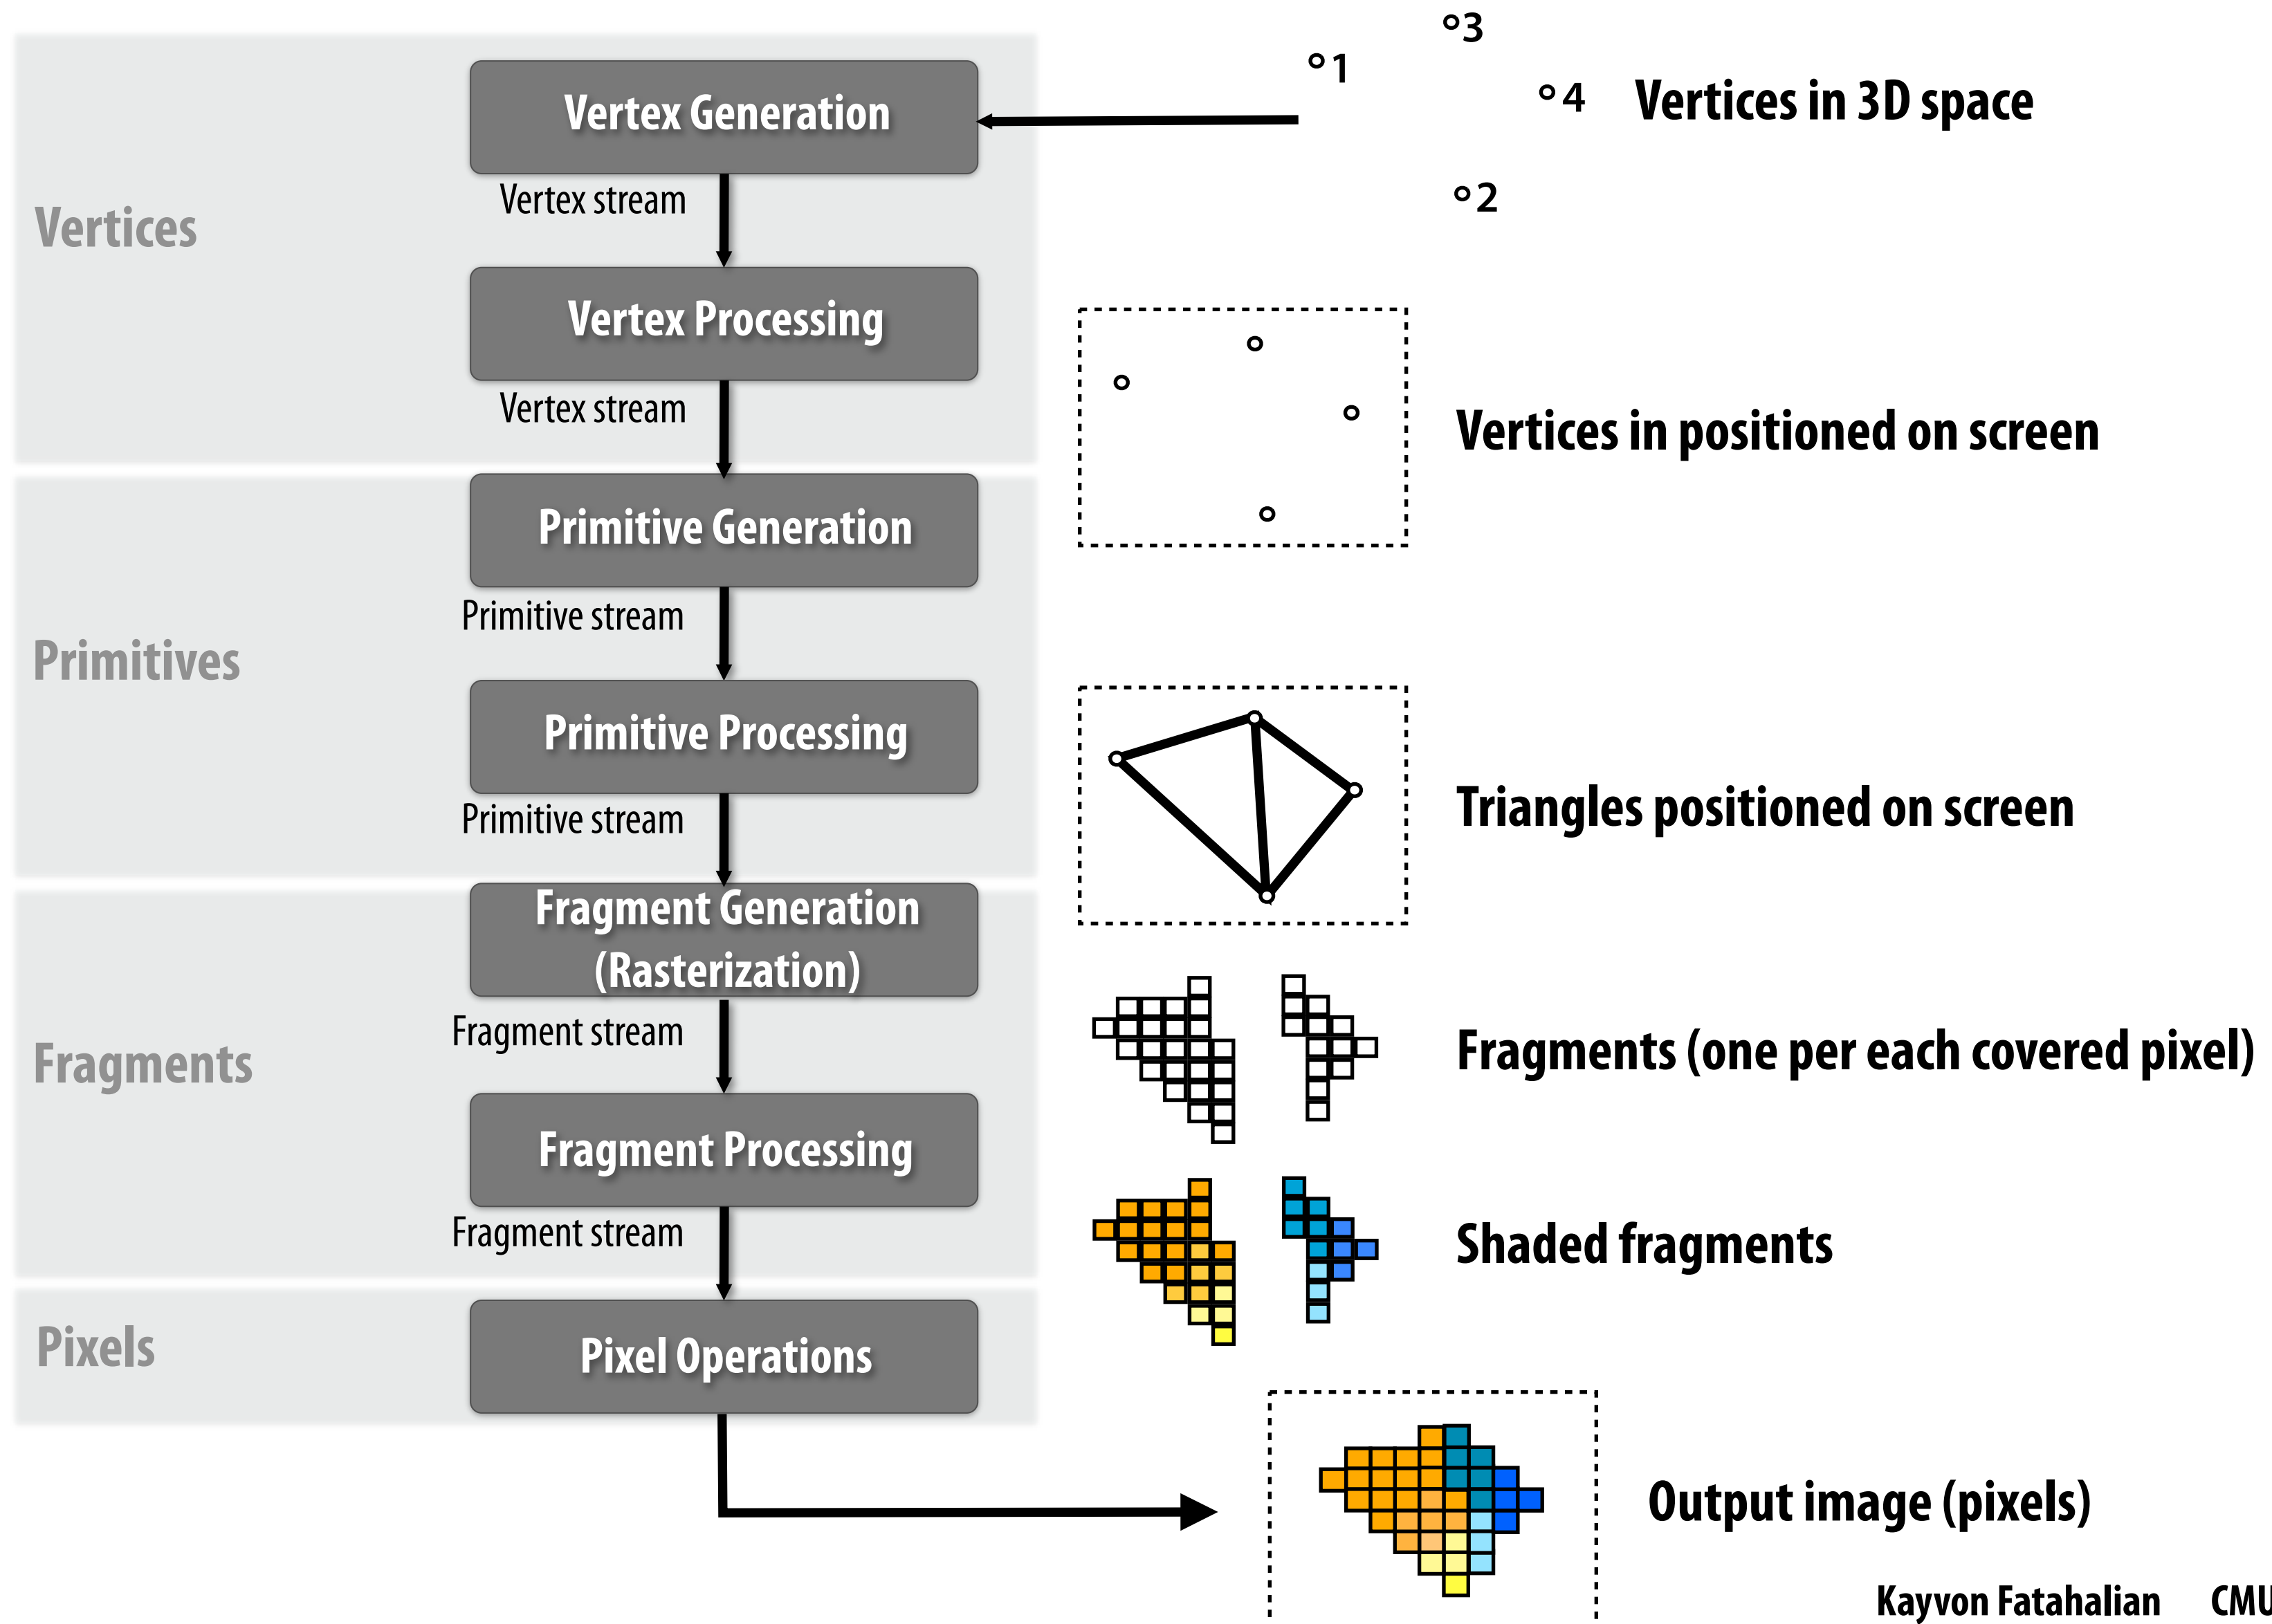 Vertices
Vertex Generation
Vertex stream
Vertex Processing
Vertex stream
1
3
4
2
Vertices in 3D space
Vertices in positioned on screen
Primitives
Primitive Generation
Primitive stream
Primitive Processing
Primitive stream
Triangles positioned on screen
Fragments
Fragment Generation
(Rasterization)
Fragment stream
Fragment Processing
Fragment stream
Fragments (one per each covered pixel)
Shaded fragments
Pixels
Pixel Operations
Output image (pixels)
Kayvon Fatahalian CMU